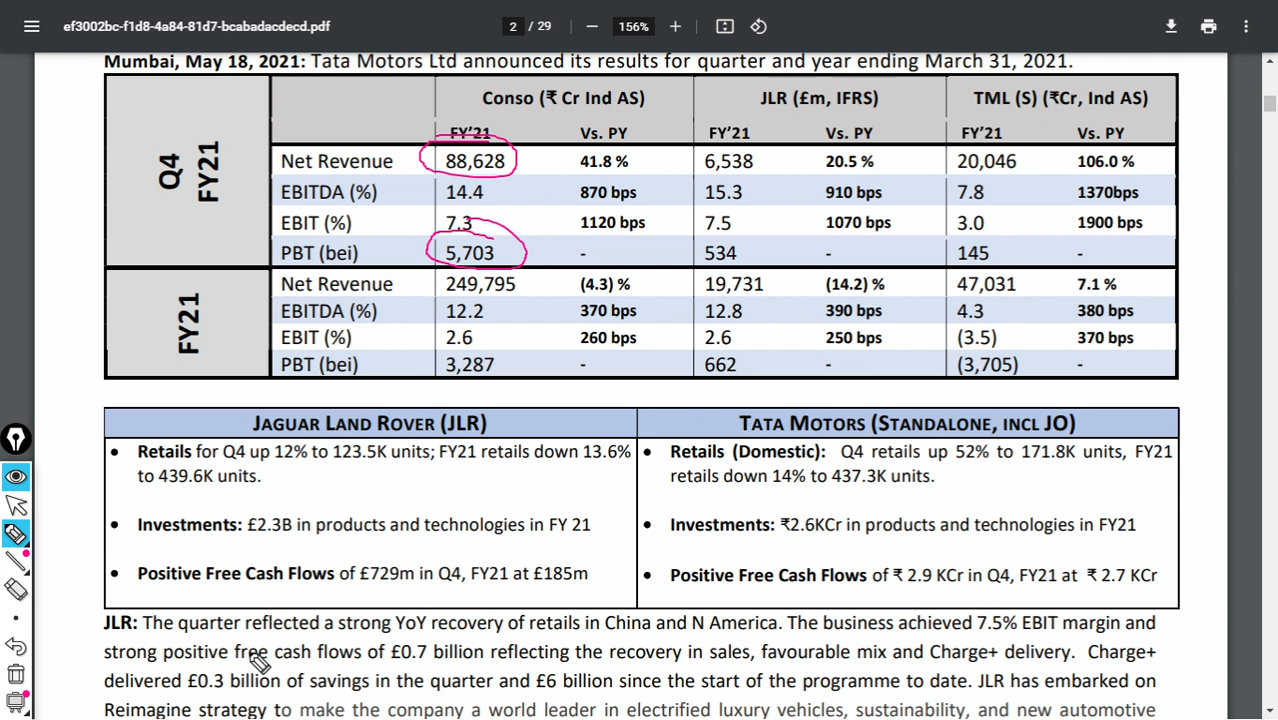 ef3002bc-f1d8-4a84-81d7-bcabadacdecd.pdf
2 / 29
156%
Mumbai, May 18, 2021: Tata Motors Ltd announced its results for quarter and year ending March 31, 2021.
Conso (₹ Cr Ind AS) JLR (£m, IFRS) TML (S) (₹Cr, Ind AS)
FY'21 Vs. PY FY'21 Vs. PY FY'21 Vs. PY
Q4 FY21
Net Revenue 88,628 41.8 % 6,538 20.5 % 20,046 106.0 %
EBITDA (%) 14.4 870 bps 15.3 910 bps 7.8 1370bps
EBIT (%) 7.3 1120 bps 7.5 1070 bps 3.0 1900 bps
PBT (bei) 5,703 - 534 - 145 -
FY21
Net Revenue 249,795 (4.3) % 19,731 (14.2) % 47,031 7.1 %
EBITDA (%) 12.2 370 bps 12.8 390 bps 4.3 380 bps
EBIT (%) 2.6 260 bps 2.6 250 bps (3.5) 370 bps
PBT (bei) 3,287 - 662 - (3,705) -
JAGUAR LAND ROVER (JLR)
• Retails for Q4 up 12% to 123.5K units; FY21 retails down 13.6%
to 439.6K units.
• Investments: £2.3B in products and technologies in FY 21
• Positive Free Cash Flows of £729m in Q4, FY21 at £185m
TATA MOTORS (STANDALONE, INCL JO)
• Retails (Domestic): Q4 retails up 52% to 171.8K units, FY21
retails down 14% to 437.3K units.
• Investments: ₹2.6KCr in products and technologies in FY21
• Positive Free Cash Flows of ₹ 2.9 KCr in Q4, FY21 at ₹ 2.7 KCr
JLR: The quarter reflected a strong YoY recovery of retails in China and N America. The business achieved 7.5% EBIT margin and
strong positive free cash flows of £0.7 billion reflecting the recovery in sales, favourable mix and Charge+ delivery. Charge+
delivered £0.3 billion of savings in the quarter and £6 billion since the start of the programme to date. JLR has embarked on
Reimagine strategy to make the company a world leader in electrified luxury vehicles, sustainability, and new automotive